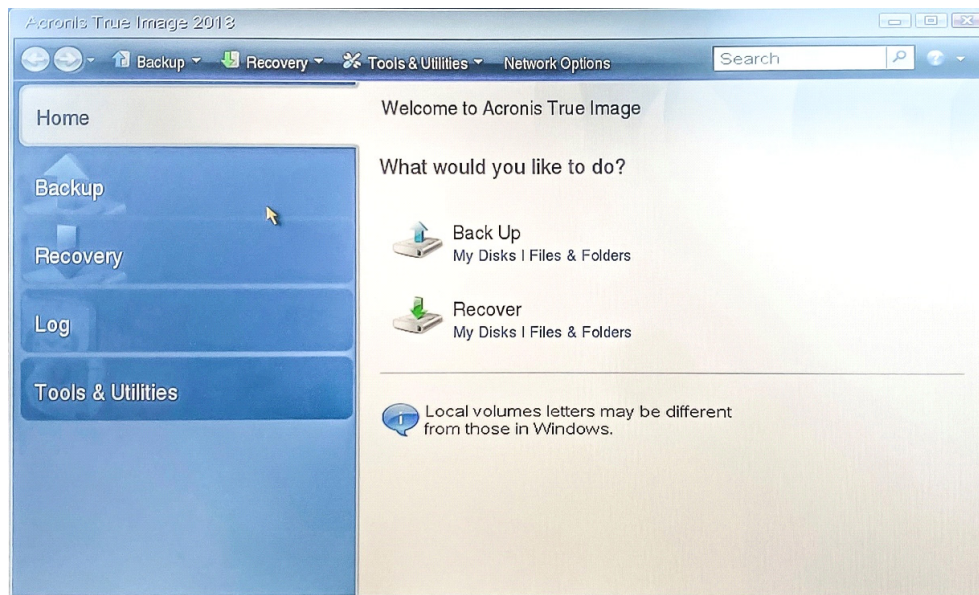 Acronis True Image 2013
Backup Recovery Tools & Utilities Network Options Search
Home
Backup
Recovery
Log
Tools & Utilities
Welcome to Acronis True Image
What would you like to do?
Back Up
My Disks | Files & Folders
Recover
My Disks | Files & Folders
Local volumes letters may be different
from those in Windows.